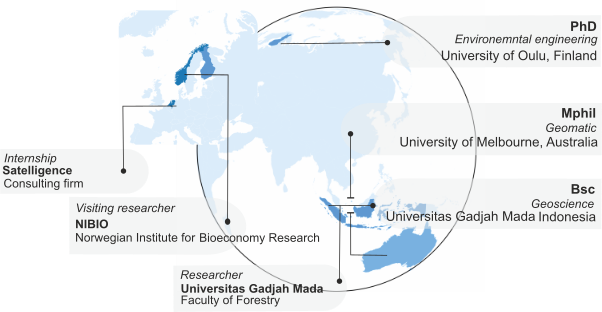 PhD
Environemntal engineering
University of Oulu, Finland
Mphil
Geomatic
University of Melbourne, Australia
Bsc
Geoscience
Universitas Gadjah Mada Indonesia
Internship
Satelligence
Consulting firm
Visiting researcher
NIBIO
Norwegian Institute for Bioeconomy Research
Researcher
Universitas Gadjah Mada
Faculty of Forestry